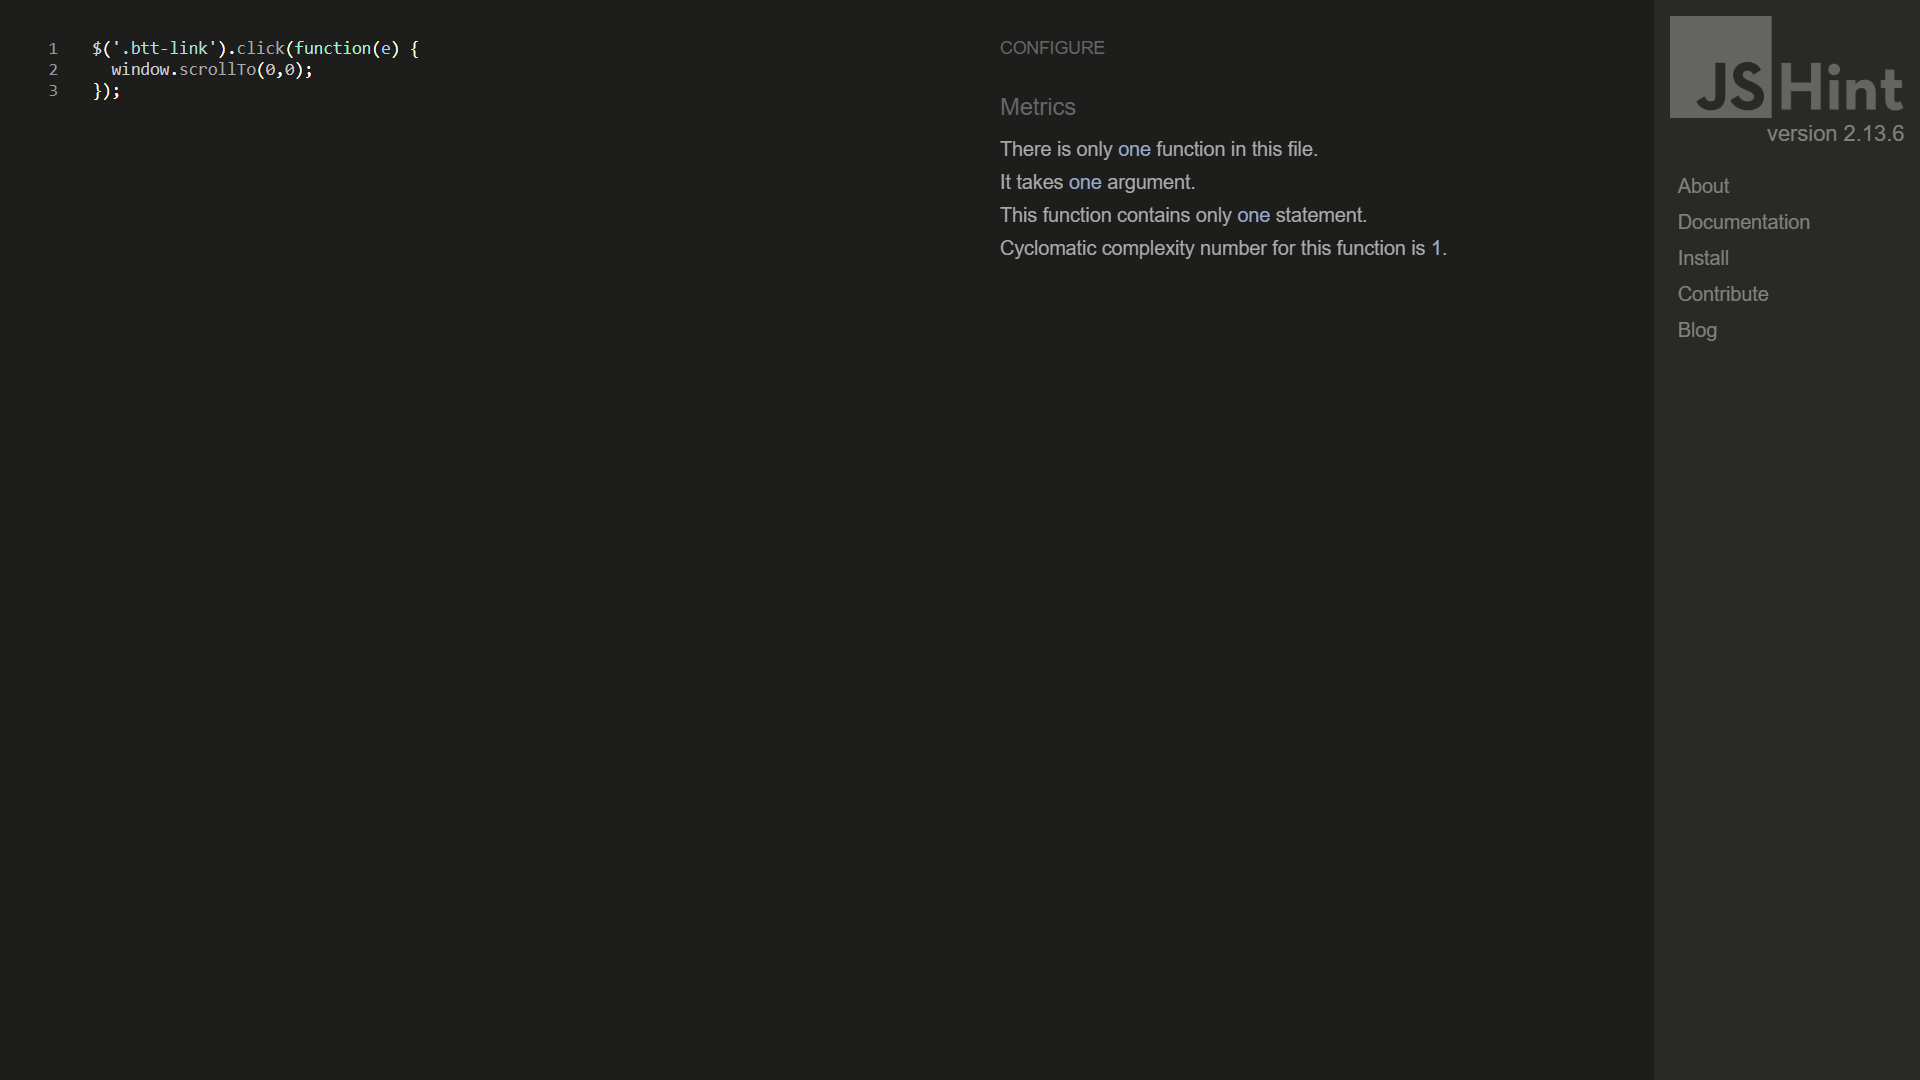 1 $('.btt-link').click(function(e) {
2 window.scrollTo(0,0);
3 });
CONFIGURE
Metrics
There is only one function in this file.
It takes one argument.
This function contains only one statement.
Cyclomatic complexity number for this function is 1.
JSHint
version 2.13.6
About
Documentation
Install
Contribute
Blog